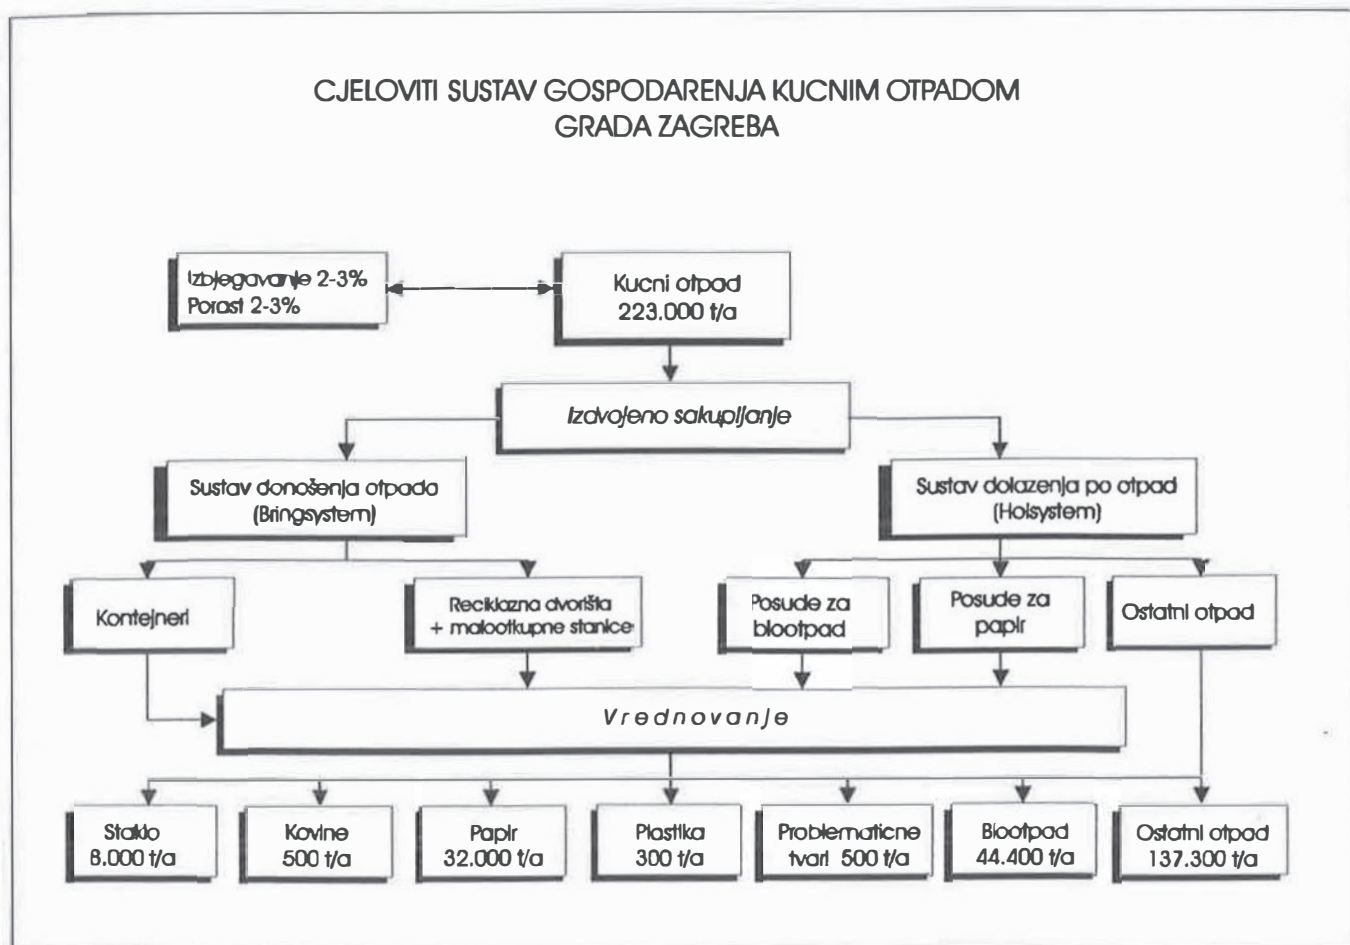 CJELOVITI SUSTAV GOSPODARENJA KUCNIM OTPADOM
GRADA ZAGREBA
Izbjegavanje 2-3%
Porast 2-3%
Kucni otpad
223.000 t/a
Izdvojeno sakupljanje
Sustav donošenja otpada
(Bringsystem)
Sustav dolazenja po otpad
(Holsystem)
Kontejneri
Reciklazna dvorišta
+ malootkupne stanice
Posude za
biootpad
Posude za
papir
Ostatni otpad
Vrednovanje
Staklo
8.000 t/a
Kovine
500 t/a
Papir
32.000 t/a
Plastika
300 t/a
Problematicne
tvari 500 t/a
Biootpad
44.400 t/a
Ostatni otpad
137.300 t/a